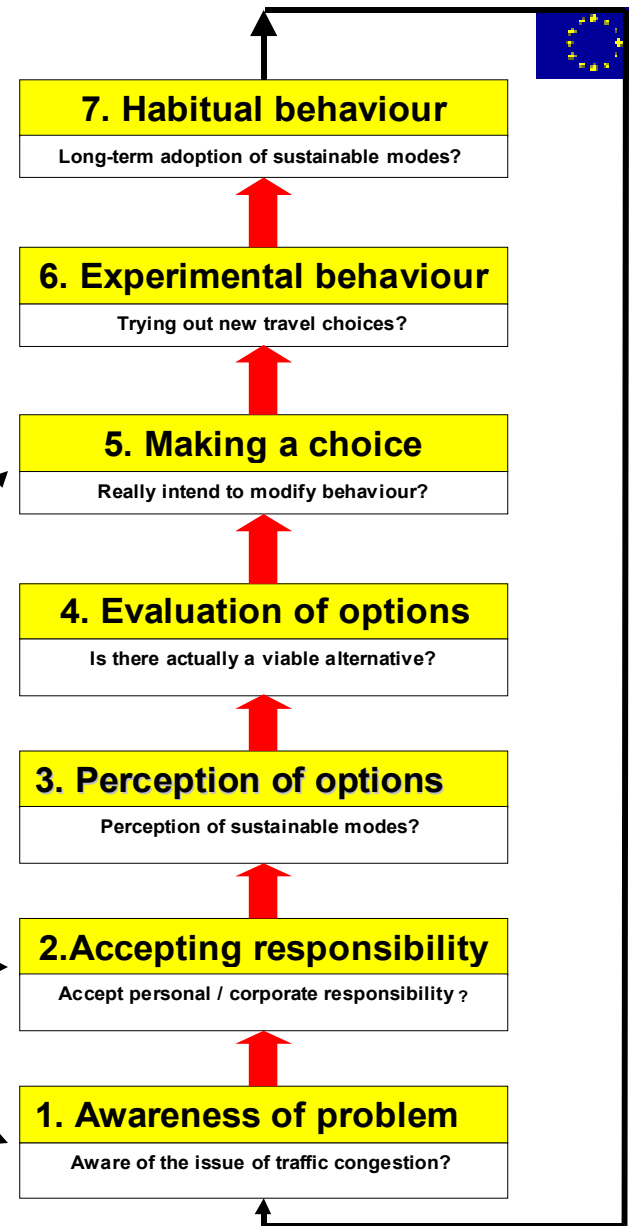 7. Habitual behaviour
Long-term adoption of sustainable modes?
6. Experimental behaviour
Trying out new travel choices?
5. Making a choice
Really intend to modify behaviour?
4. Evaluation of options
Is there actually a viable alternative?
3. Perception of options
Perception of sustainable modes?
2.Accepting responsibility
Accept personal / corporate responsibility ?
1. Awareness of problem
Aware of the issue of traffic congestion?